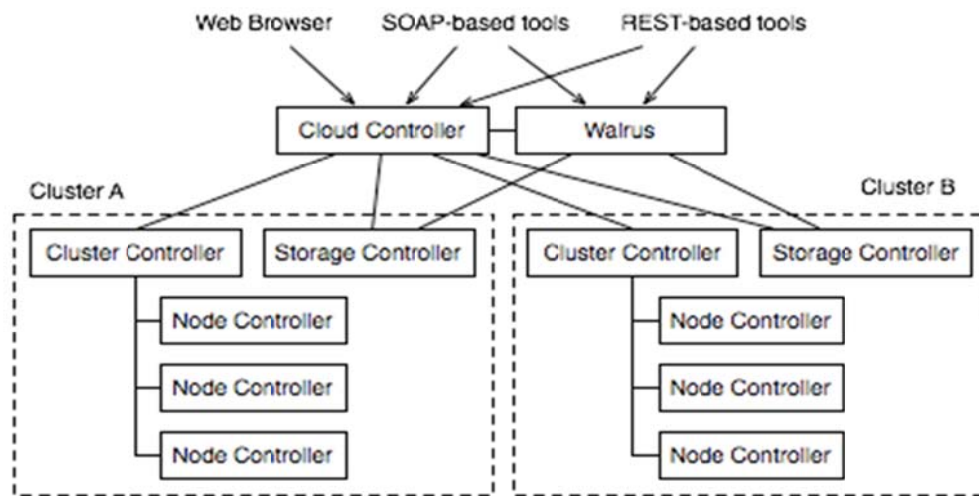 Web Browser SOAP-based tools REST-based tools
Cloud Controller Walrus
Cluster A Cluster B
Cluster Controller Storage Controller Cluster Controller Storage Controller
Node Controller Node Controller
Node Controller Node Controller
Node Controller Node Controller